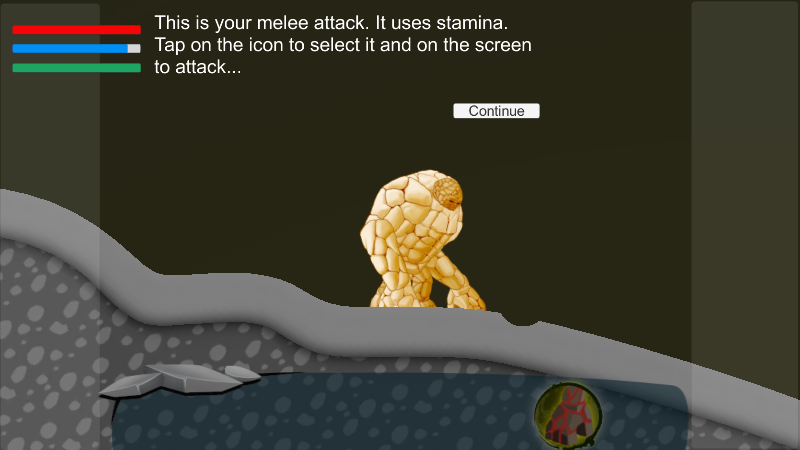 This is your melee attack. It uses stamina.
Tap on the icon to select it and on the screen
to attack...
Continue